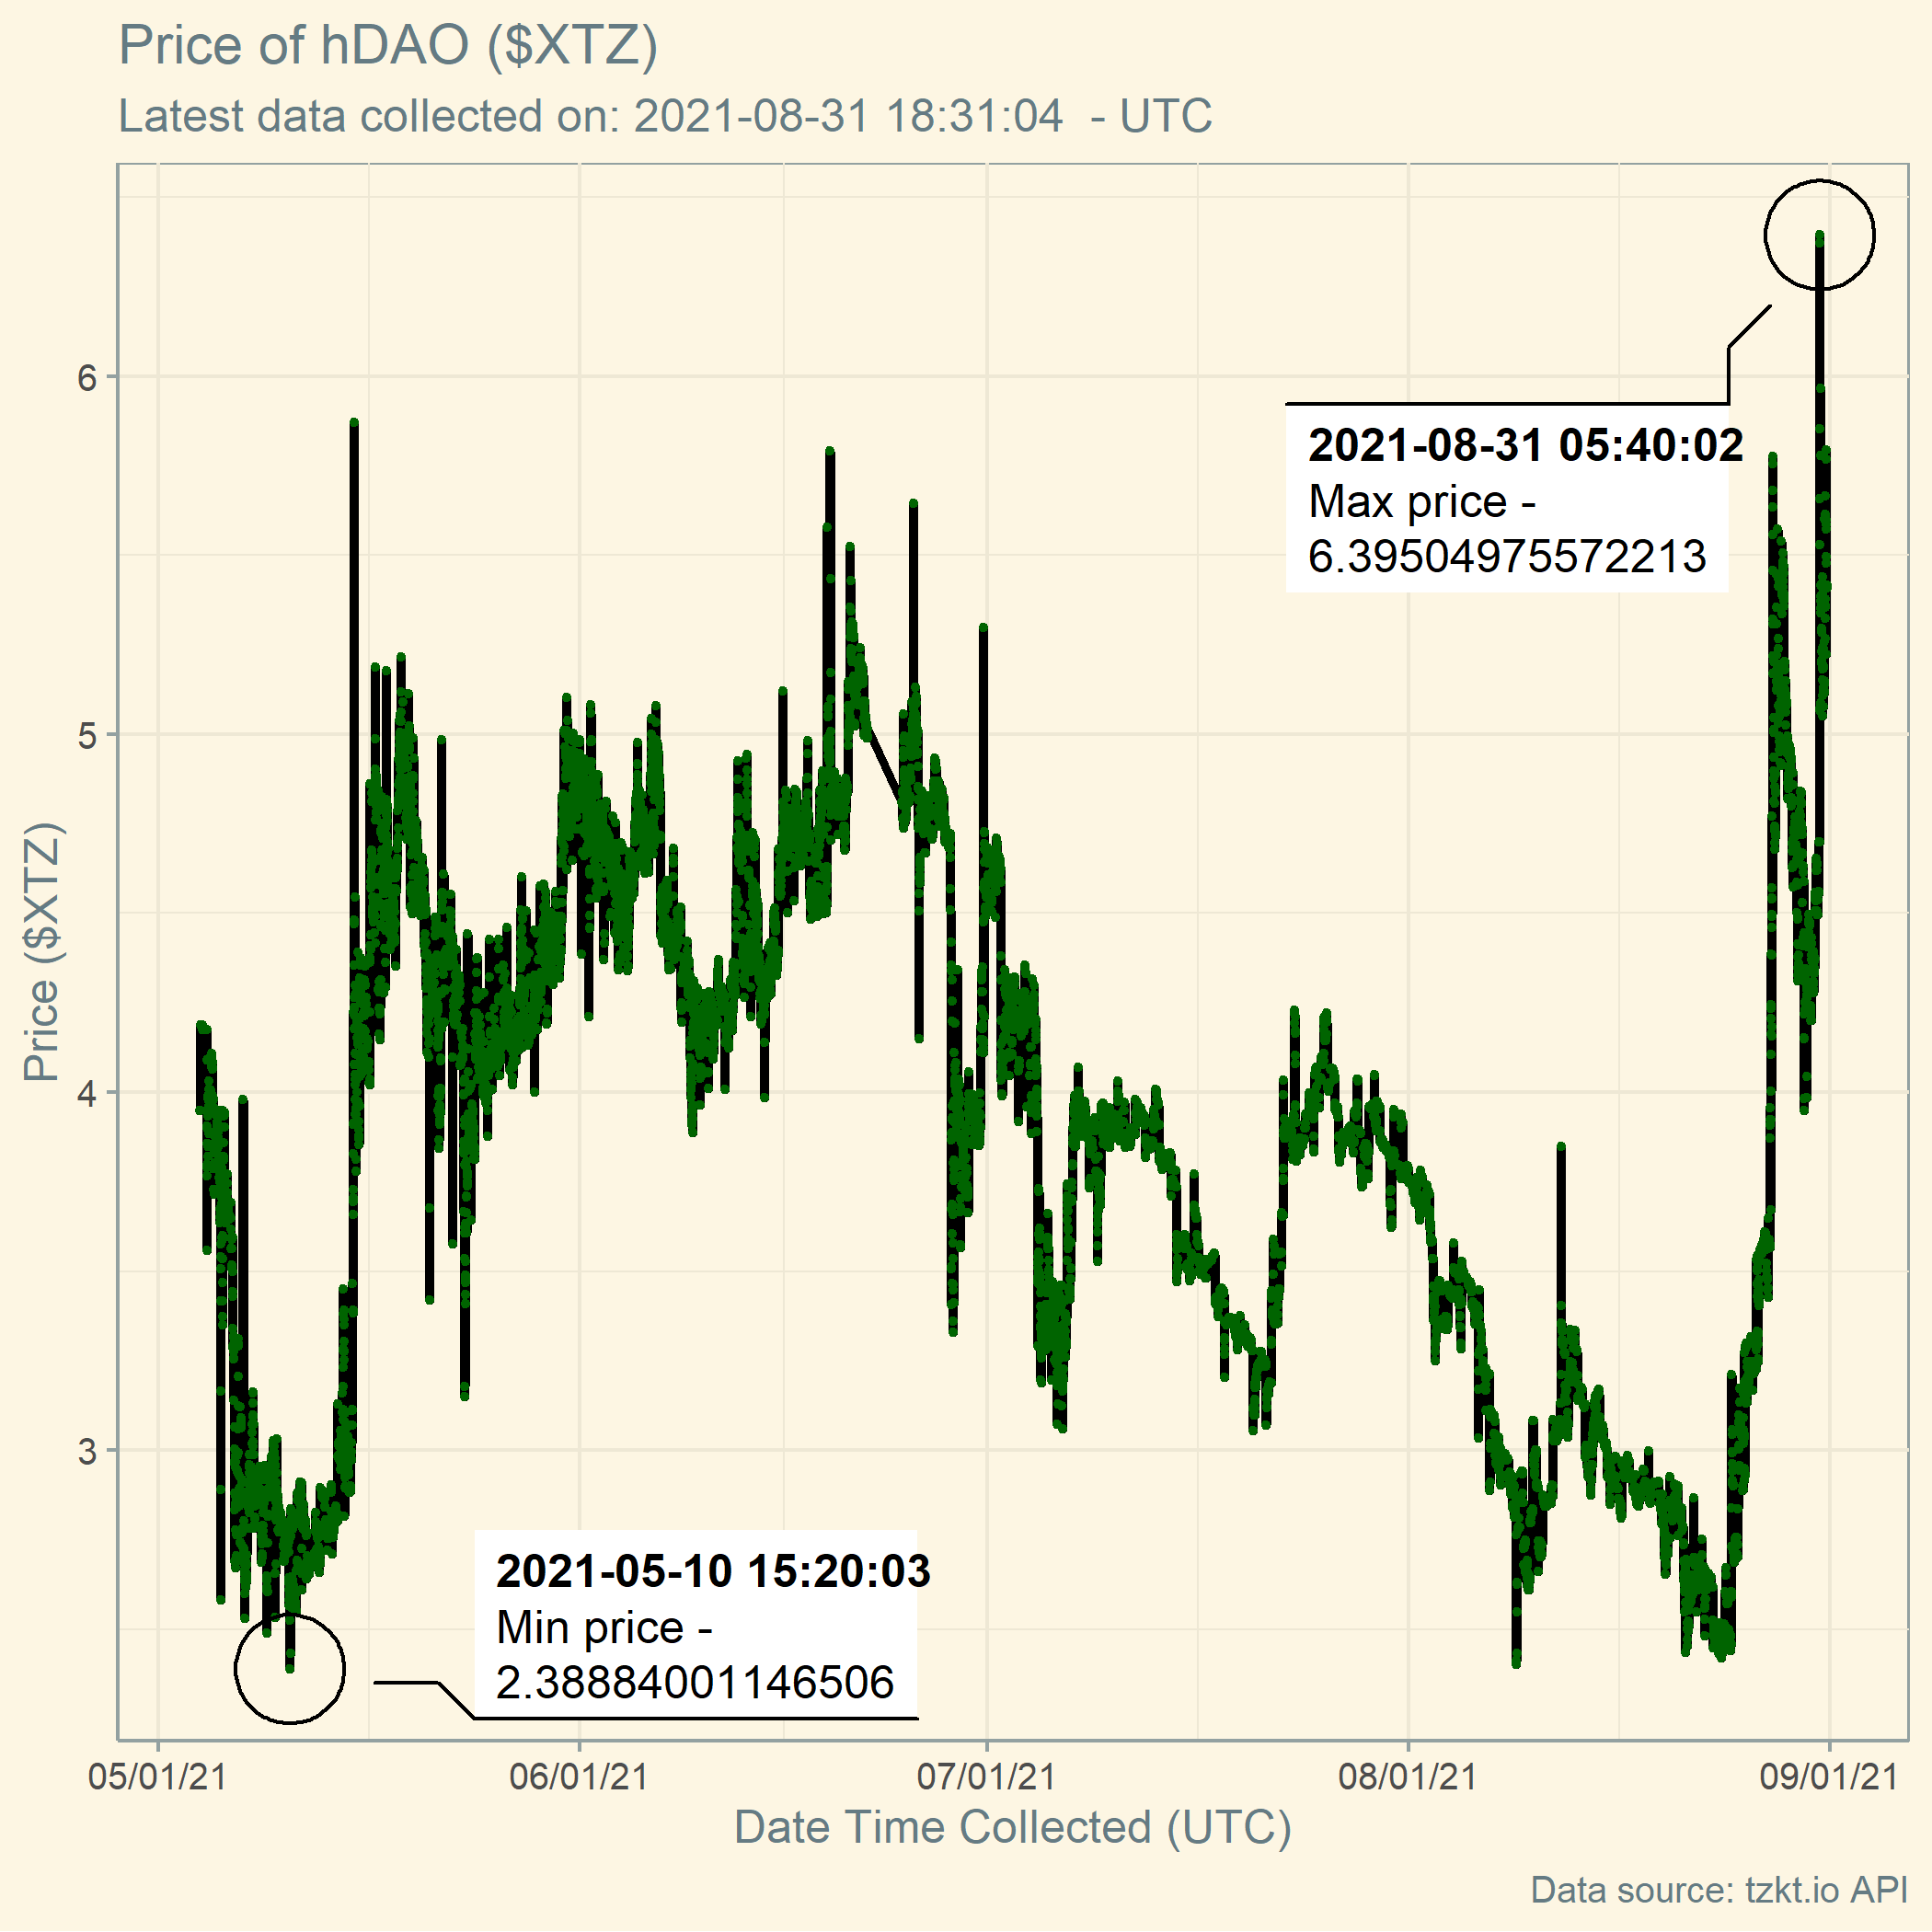 Price of hDAO ($XTZ)
Latest data collected on: 2021-08-31 18:31:04  - UTC
6
5
4
3
Price ($XTZ)
2021-08-31 05:40:02
Max price -
6.39504975572213
2021-05-10 15:20:03
Min price -
2.38884001146506
05/01/21 06/01/21 07/01/21 08/01/21 09/01/21
Date Time Collected (UTC)
Data source: tzkt.io API